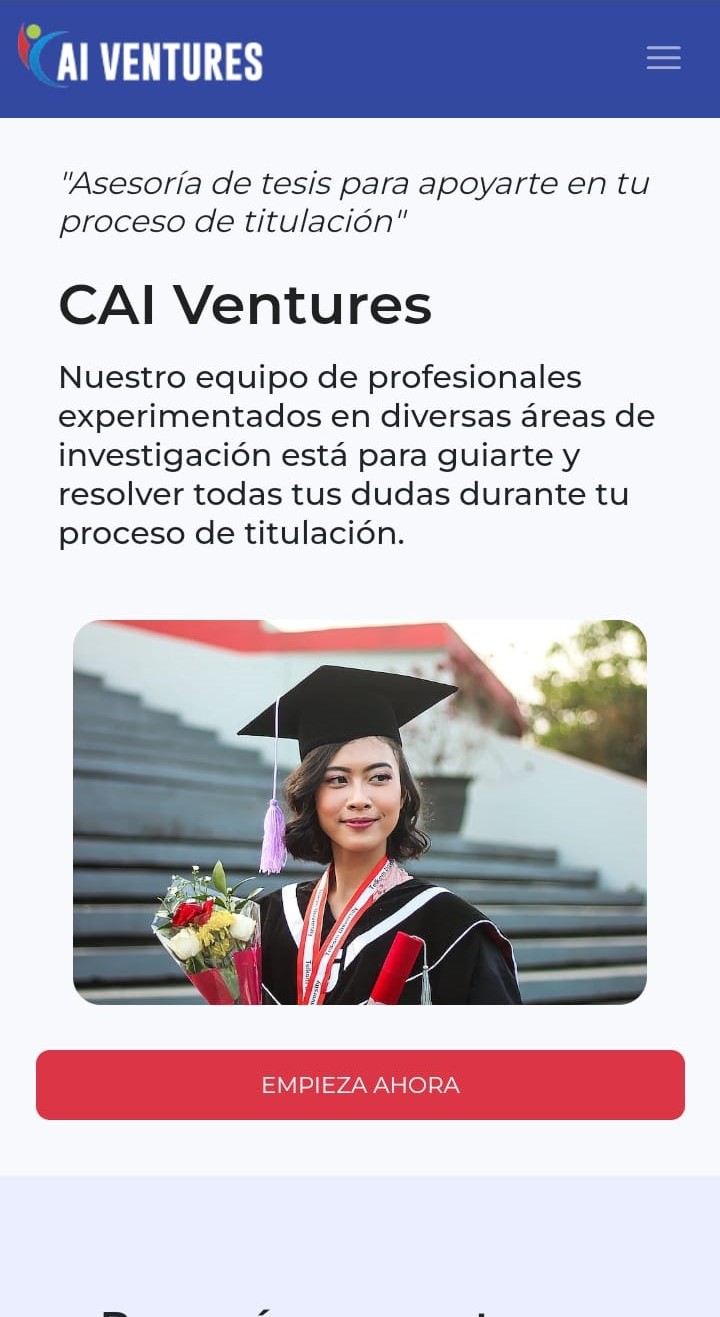 AI VENTURES
"Asesoría de tesis para apoyarte en tu
proceso de titulación"
CAI Ventures
Nuestro equipo de profesionales
experimentados en diversas áreas de
investigación está para guiarte y
resolver todas tus dudas durante tu
proceso de titulación.
Telkom University
EMPIEZA AHORA